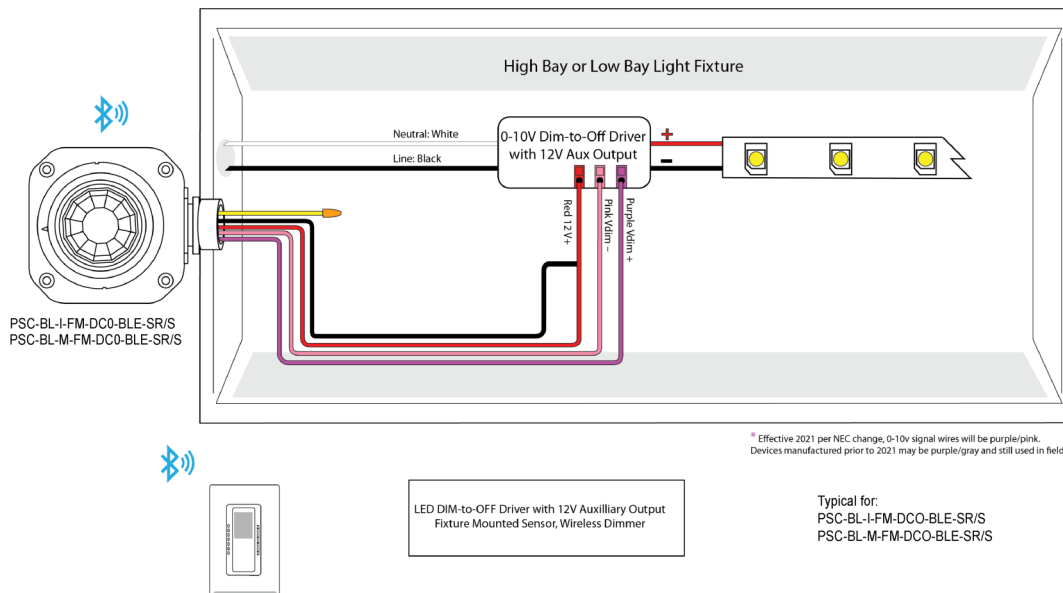 High Bay or Low Bay Light Fixture
Neutral: White
Line: Black
0-10V Dim-to-Off Driver
with 12V Aux Output
+
-
Red 12 V+
Pink Vdim -
Purple Vdim +
PSC-BL-I-FM-DC0-BLE-SR/S
PSC-BL-M-FM-DC0-BLE-SR/S
* Effective 2021 per NEC change, 0-10v signal wires will be purple/pink.
Devices manufactured prior to 2021 may be purple/gray and still used in field
LED DIM-to-OFF Driver with 12V Auxilliary Output
Fixture Mounted Sensor, Wireless Dimmer
Typical for:
PSC-BL-I-FM-DCO-BLE-SR/S
PSC-BL-M-FM-DCO-BLE-SR/S